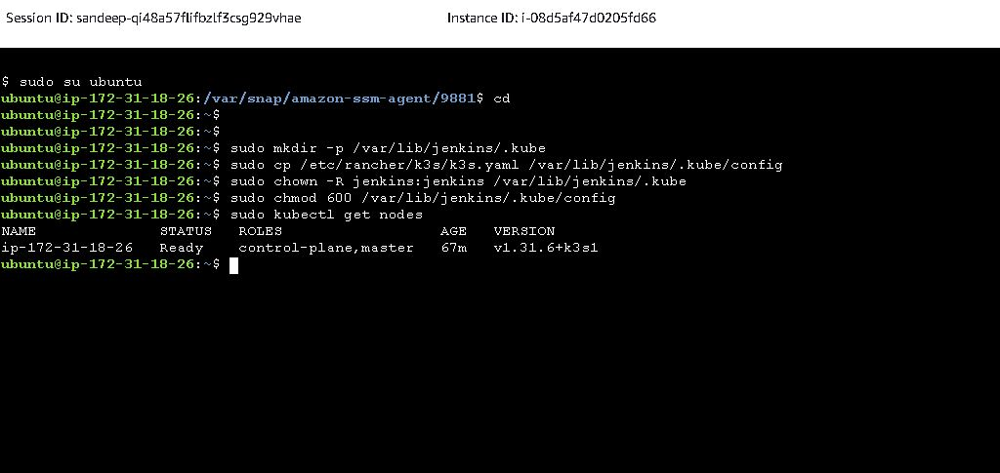 Session ID: sandeep-qi48a57flifbzlf3csg929vhae Instance ID: i-08d5af47d0205fd66
$ sudo su ubuntu
ubuntu@ip-172-31-18-26:/var/snap/amazon-ssm-agent/9881$ cd
ubuntu@ip-172-31-18-26:~$
ubuntu@ip-172-31-18-26:~$
ubuntu@ip-172-31-18-26:~$ sudo mkdir -p /var/lib/jenkins/.kube
ubuntu@ip-172-31-18-26:~$ sudo cp /etc/rancher/k3s/k3s.yaml /var/lib/jenkins/.kube/config
ubuntu@ip-172-31-18-26:~$ sudo chown -R jenkins:jenkins /var/lib/jenkins/.kube
ubuntu@ip-172-31-18-26:~$ sudo chmod 600 /var/lib/jenkins/.kube/config
ubuntu@ip-172-31-18-26:~$ sudo kubectl get nodes
NAME STATUS ROLES AGE VERSION
ip-172-31-18-26 Ready control-plane,master 67m v1.31.6+k3s1
ubuntu@ip-172-31-18-26:~$